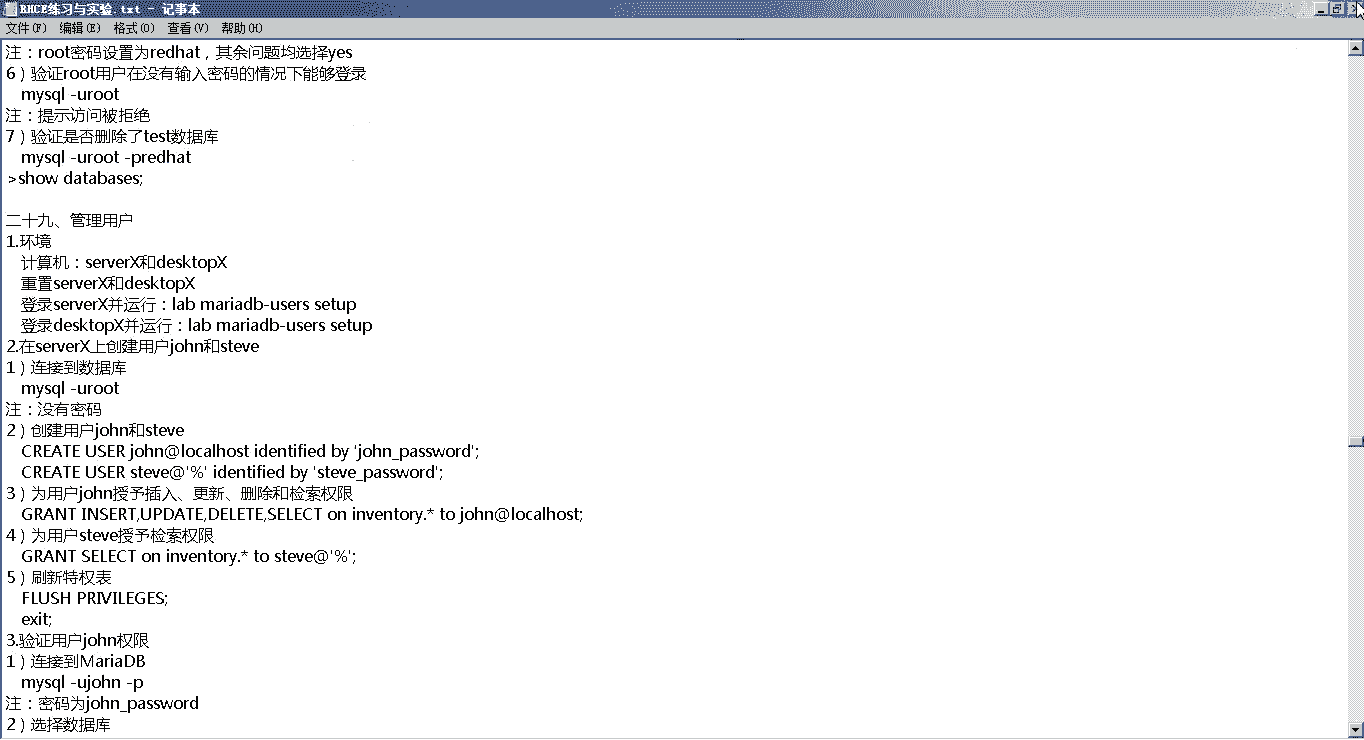 RHCE练习与实验.txt - 记事本
文件(F) 编辑(E) 格式(O) 查看(V) 帮助(H)
注：root密码设置为redhat，其余问题均选择yes
6）验证root用户在没有输入密码的情况下能够登录
mysql -uroot
注：提示访问被拒绝
7）验证是否删除了test数据库
mysql -uroot -predhat
>show databases;
二十九、管理用户
1.环境
计算机：serverX和desktopX
重置serverX和desktopX
登录serverX并运行：lab mariadb-users setup
登录desktopX并运行：lab mariadb-users setup
2.在serverX上创建用户john和steve
1）连接到数据库
mysql -uroot
注：没有密码
2）创建用户john和steve
CREATE USER john@localhost identified by 'john_password';
CREATE USER steve@'%' identified by 'steve_password';
3）为用户john授予插入、更新、删除和检索权限
GRANT INSERT,UPDATE,DELETE,SELECT on inventory.* to john@localhost;
4）为用户steve授予检索权限
GRANT SELECT on inventory.* to steve@'%';
5）刷新特权表
FLUSH PRIVILEGES;
exit;
3.验证用户john权限
1）连接到MariaDB
mysql -ujohn -p
注：密码为john_password
2）选择数据库